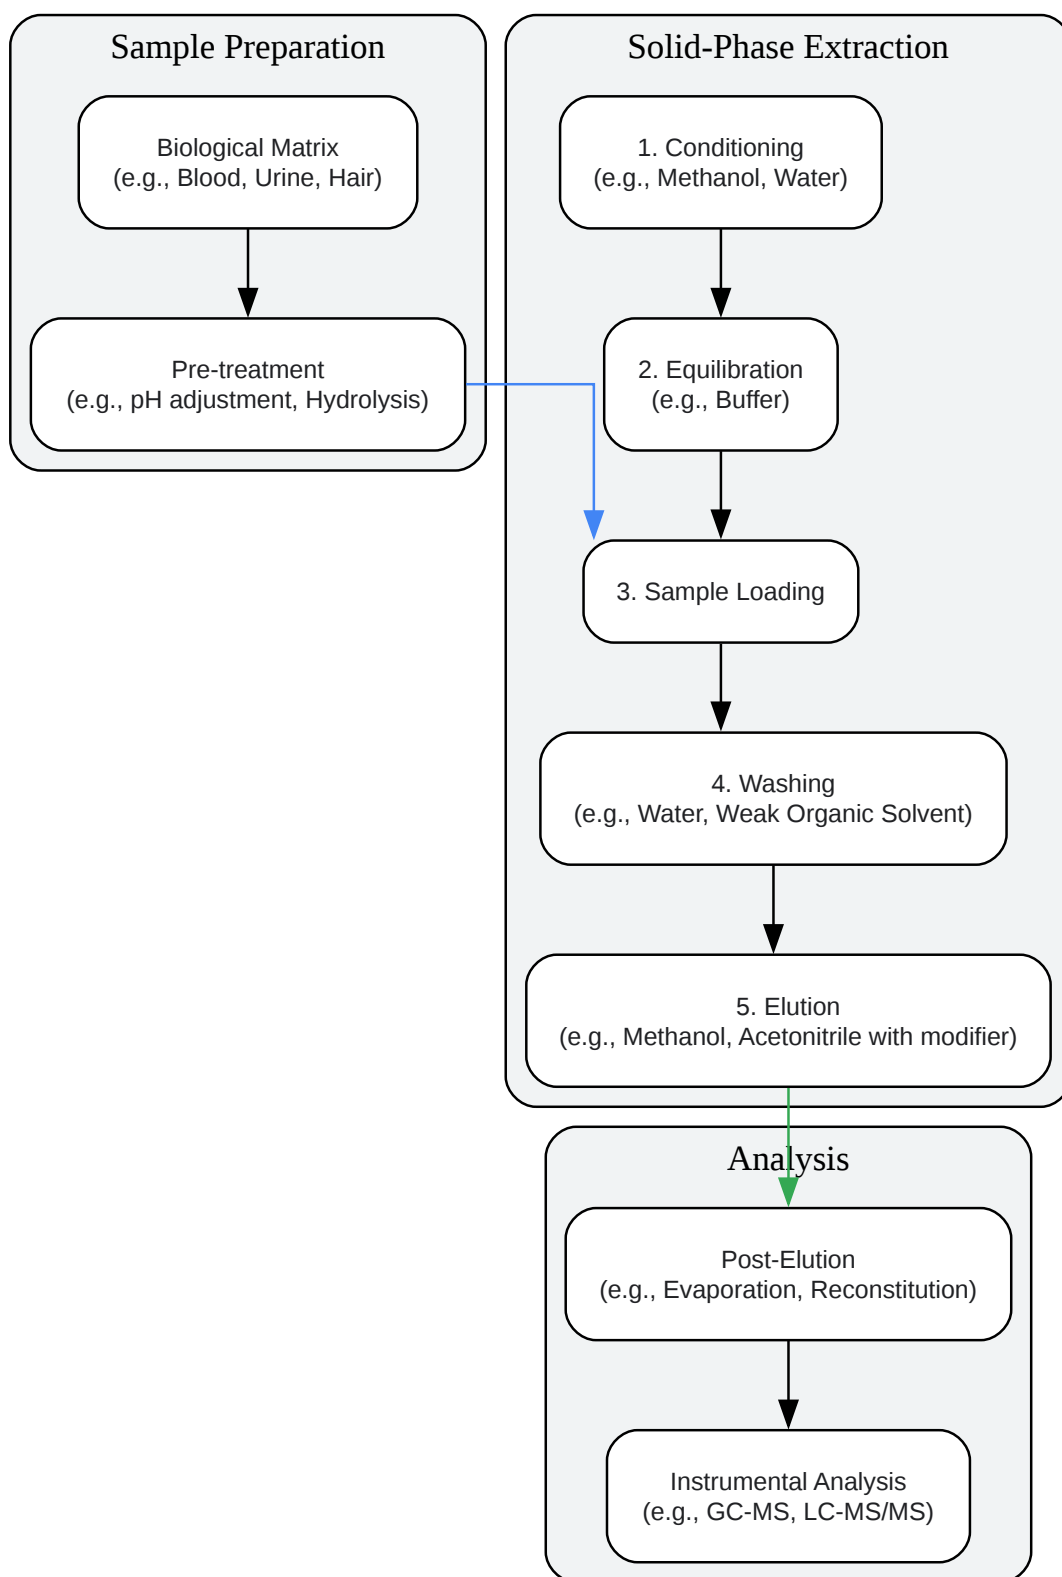 Sample Preparation
Biological Matrix
(e.g., Blood, Urine, Hair)
Pre-treatment
(e.g., pH adjustment, Hydrolysis)
Solid-Phase Extraction
1. Conditioning
(e.g., Methanol, Water)
2. Equilibration
(e.g., Buffer)
3. Sample Loading
4. Washing
(e.g., Water, Weak Organic Solvent)
5. Elution
(e.g., Methanol, Acetonitrile with modifier)
Analysis
Post-Elution
(e.g., Evaporation, Reconstitution)
Instrumental Analysis
(e.g., GC-MS, LC-MS/MS)